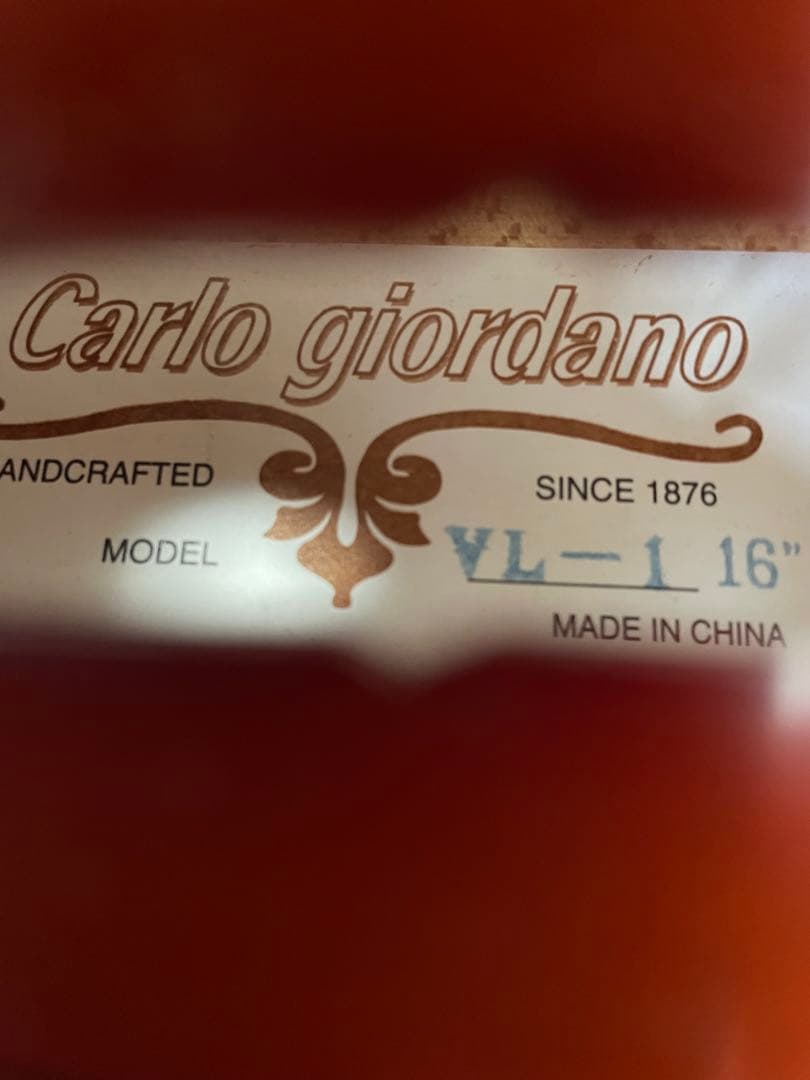 Carlo giordano
ANDCRAFTED
SINCE 1876
MODEL VL-1 16"
MADE IN CHINA